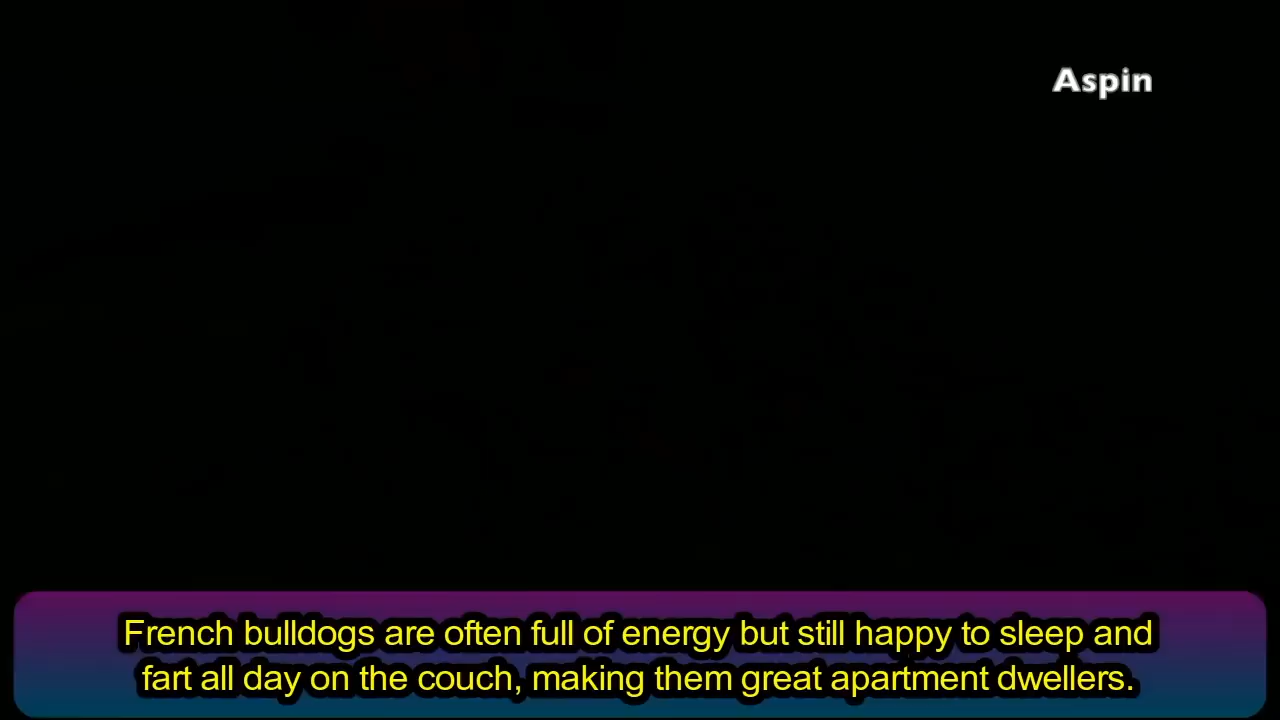 Aspin
French bulldogs are often full of energy but still happy to sleep and
fart all day on the couch, making them great apartment dwellers.